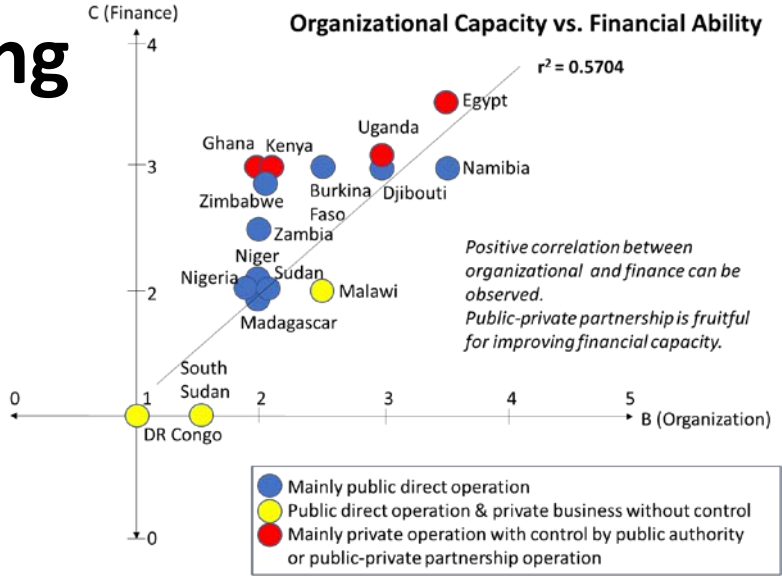 ng
C (Finance)
Organizational Capacity vs. Financial Ability
4
r² = 0.5704
Egypt
Uganda
Ghana
Kenya
3
Namibia
Burkina
Faso
Djibouti
Zimbabwe
Zambia
Niger
Nigeria
Sudan
2
Malawi
Madagascar
Positive correlation between
organizational and finance can be
observed.
Public-private partnership is fruitful
for improving financial capacity.
South
Sudan
0
1
2
3
4
5
B (Organization)
DR Congo
0
Mainly public direct operation
Public direct operation & private business without control
Mainly private operation with control by public authority
or public-private partnership operation